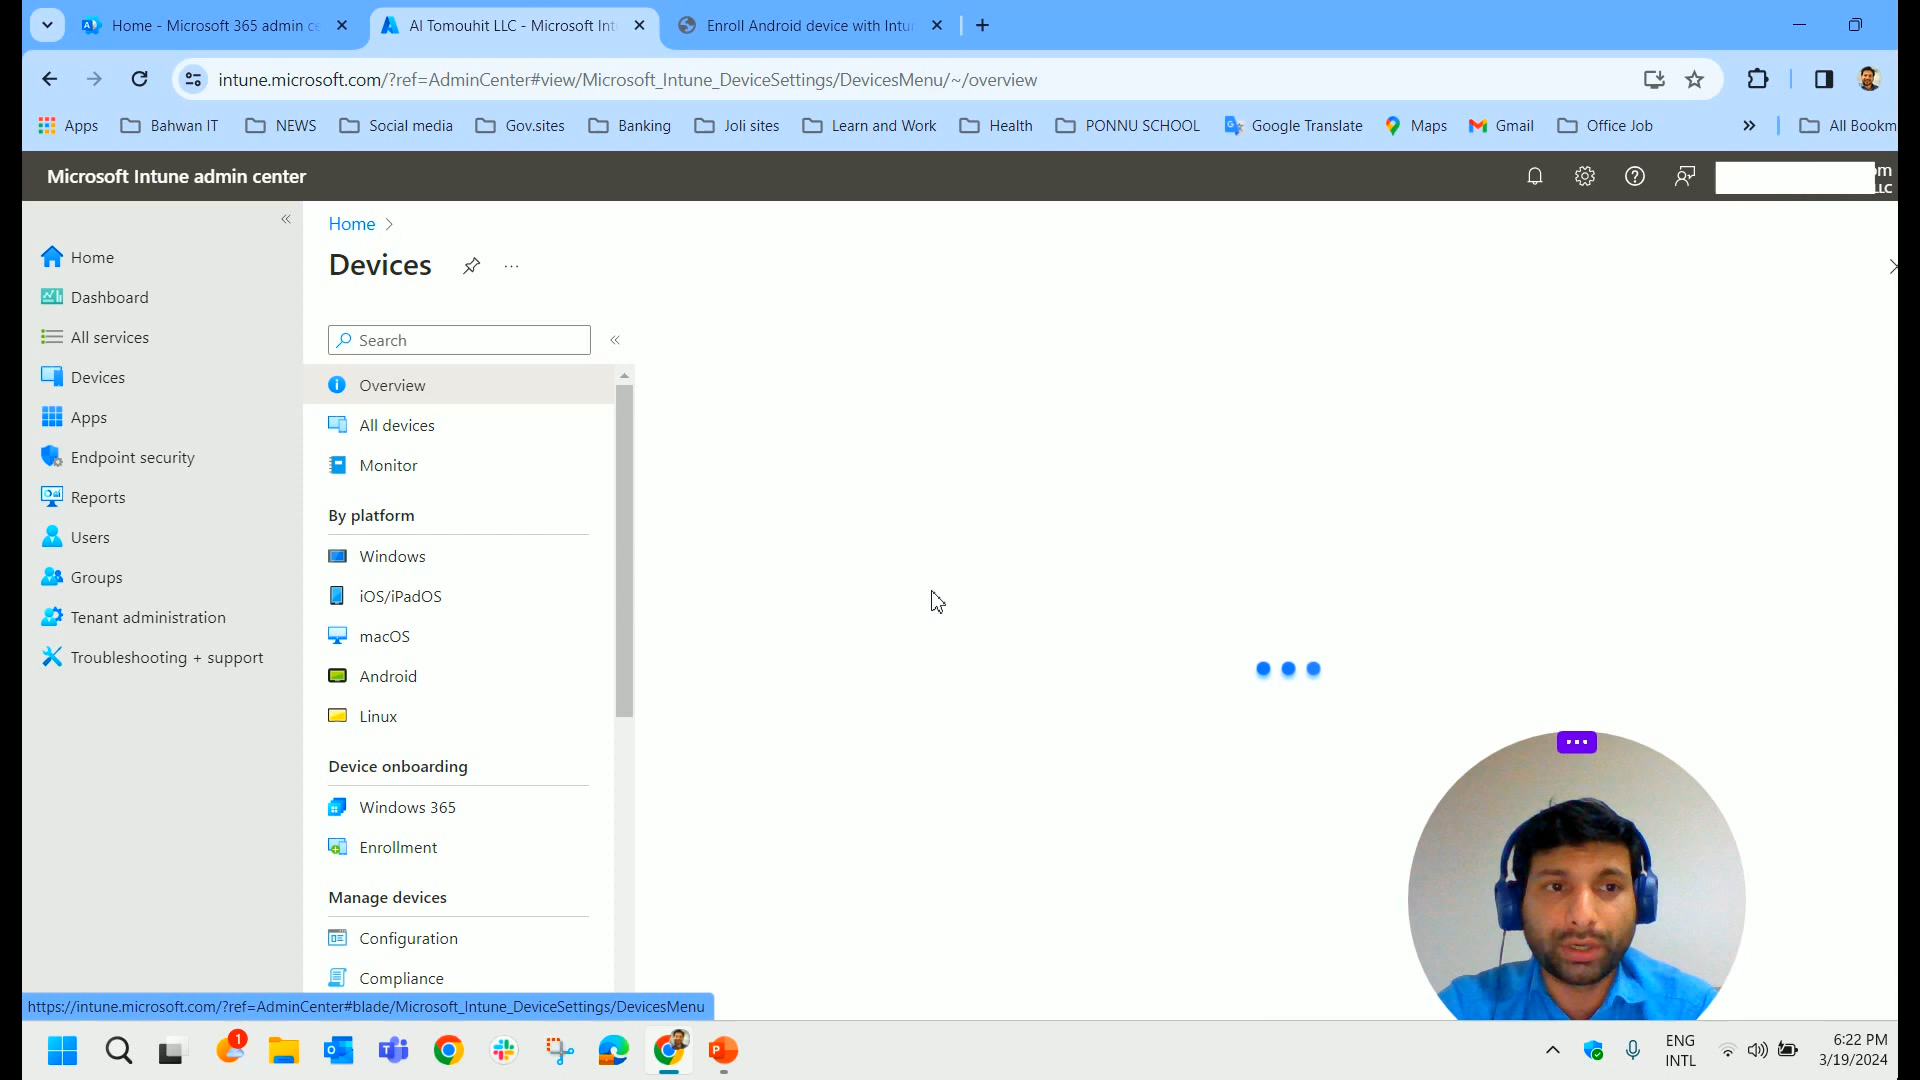 Home - Microsoft 365 admin ce
AI Tomouhit LLC - Microsoft Int
Enroll Android device with Intun
intune.microsoft.com/?ref=AdminCenter#view/Microsoft_Intune_DeviceSettings/DevicesMenu/~/overview
Apps
Bahwan IT
NEWS
Social media
Gov.sites
Banking
Joli sites
Learn and Work
Health
PONNU SCHOOL
Google Translate
Maps
Gmail
Office Job
»
All Bookm
Microsoft Intune admin center
om
LLC
Home
Dashboard
All services
Devices
Apps
Endpoint security
Reports
Users
Groups
Tenant administration
Troubleshooting + support
Home >
Devices
...
Search
Overview
All devices
Monitor
By platform
Windows
iOS/iPadOS
macOS
Android
Linux
Device onboarding
Windows 365
Enrollment
Manage devices
Configuration
Compliance
https://intune.microsoft.com/?ref=AdminCenter#blade/Microsoft_Intune_DeviceSettings/DevicesMenu
1
ENG
INTL
6:22 PM
3/19/2024